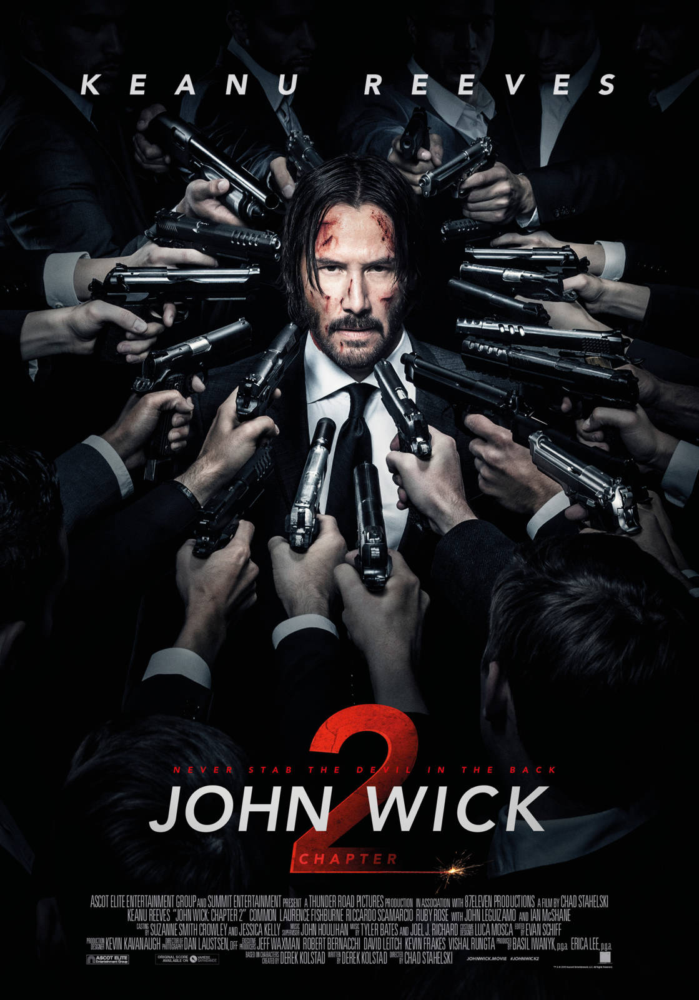 KEANU REEVES
2
NEVER STAB THE DEVIL IN THE BACK
JOHN WICK
CHAPTER
ASCOT ELITE ENTERTAINMENT GROUP AND SUMMIT ENTERTAINMENT PRESENT A THUNDER ROAD PICTURES PRODUCTION IN ASSOCIATION WITH 87ELEVEN PRODUCTIONS A FILM BY CHAD STAHELSKI
KEANU REEVES "JOHN WICK: CHAPTER 2" COMMON LAURENCE FISHBURNE RICCARDO SCAMARCIO RUBY ROSE WITH JOHN LEGUIZAMO AND IAN McSHANE
CASTING BY SUZANNE SMITH CROWLEY AND JESSICA KELLY MUSIC SUPERVISOR JOHN HOULIHAN MUSIC BY TYLER BATES AND JOEL J. RICHARD COSTUME DESIGNER LUCA MOSCA EDITED BY EVAN SCHIFF
PRODUCTION DESIGNER KEVIN KAVANAUGH DIRECTOR OF PHOTOGRAPHY DAN LAUSTSEN, DFF EXECUTIVE PRODUCERS JEFF WAXMAN ROBERT BERNACCHI DAVID LEITCH KEVIN FRAKES VISHAL RUNGTA PRODUCED BY BASIL IWANYK, p.g.a. ERICA LEE, p.g.a.
BASED ON CHARACTERS CREATED BY DEREK KOLSTAD WRITTEN BY DEREK KOLSTAD DIRECTED BY CHAD STAHELSKI
ASCOT ELITE
Entertainment Group
ORIGINAL SCORE
AVAILABLE ON
VARÈSE
SARABANDE
JOHNWICK.MOVIE #JOHNWICK2